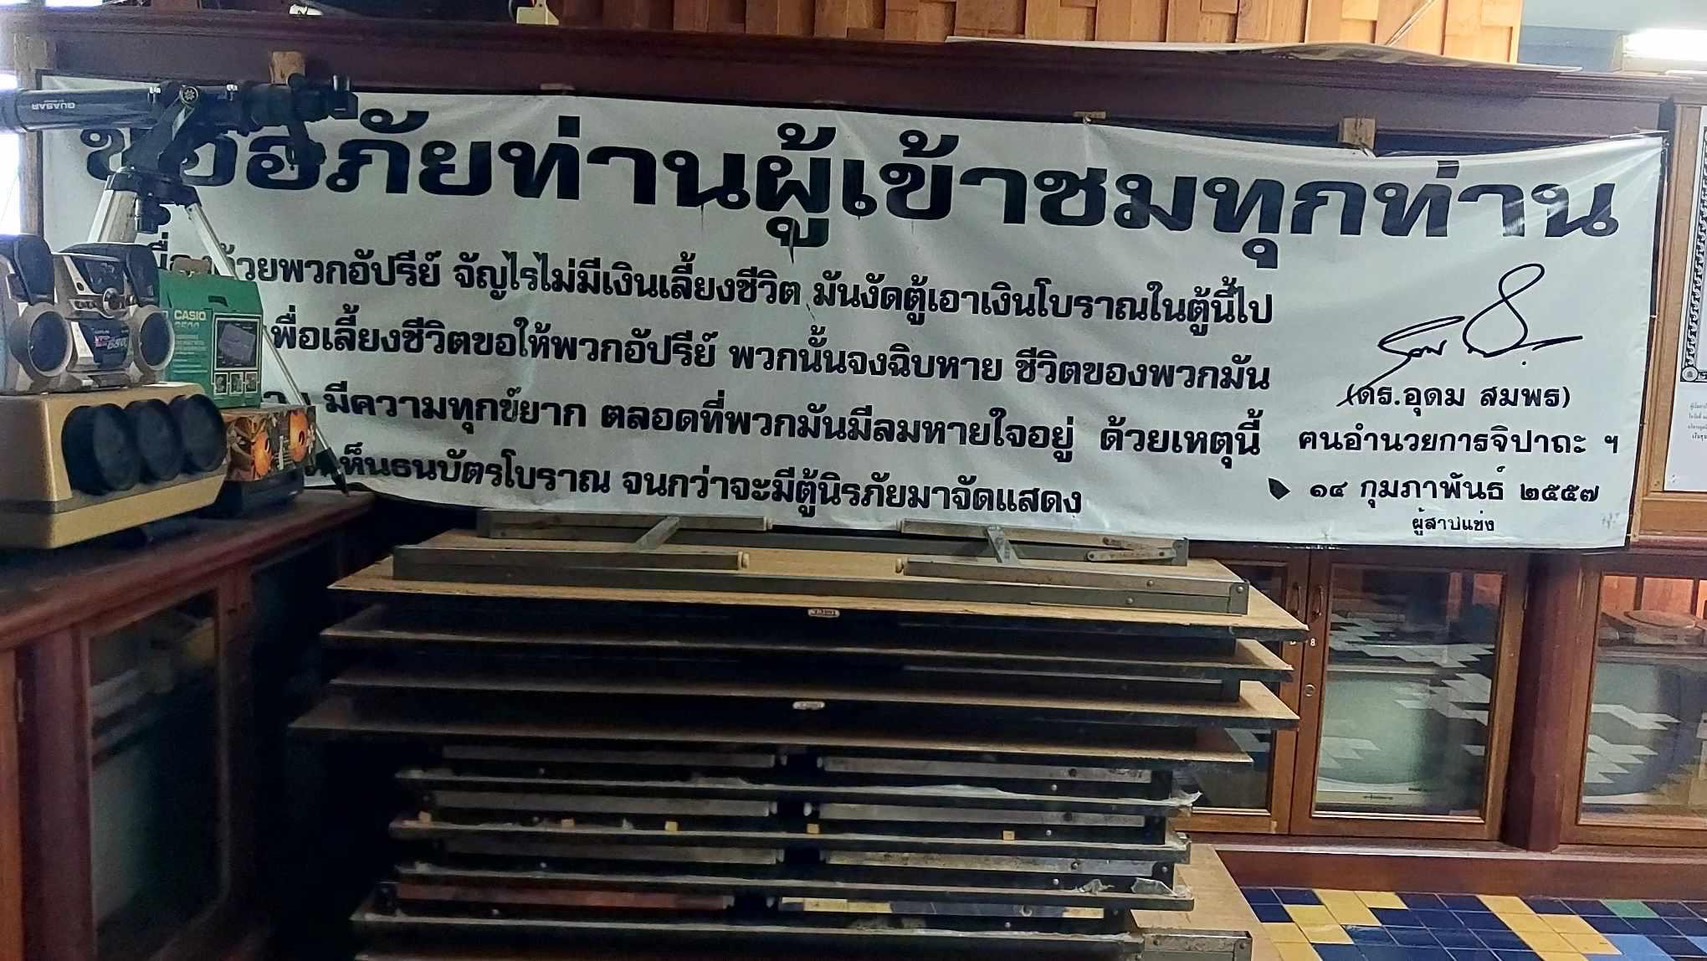 QUASAR
ขออภัยท่านผู้เข้าชมทุกท่าน
ด้วยพวกอัปรีย์ จัญไรไม่มีเงินเลี้ยงชีวิต มันงัดตู้เอาเงินโบราณในตู้นี้ไป
เพื่อเลี้ยงชีวิตขอให้พวกอัปรีย์ พวกนั้นจงฉิบหาย ชีวิตของพวกมัน
มีความทุกข์ยาก ตลอดที่พวกมันมีลมหายใจอยู่ ด้วยเหตุนี้
เห็นธนบัตรโบราณ จนกว่าจะมีตู้นิรภัยมาจัดแสดง
(ดร.อุดม สมพร)
ฅนอำนวยการจิปาถะ ฯ
๑๔ กุมภาพันธ์ ๒๕๕๗
ผู้สาปแช่ง
CASIO